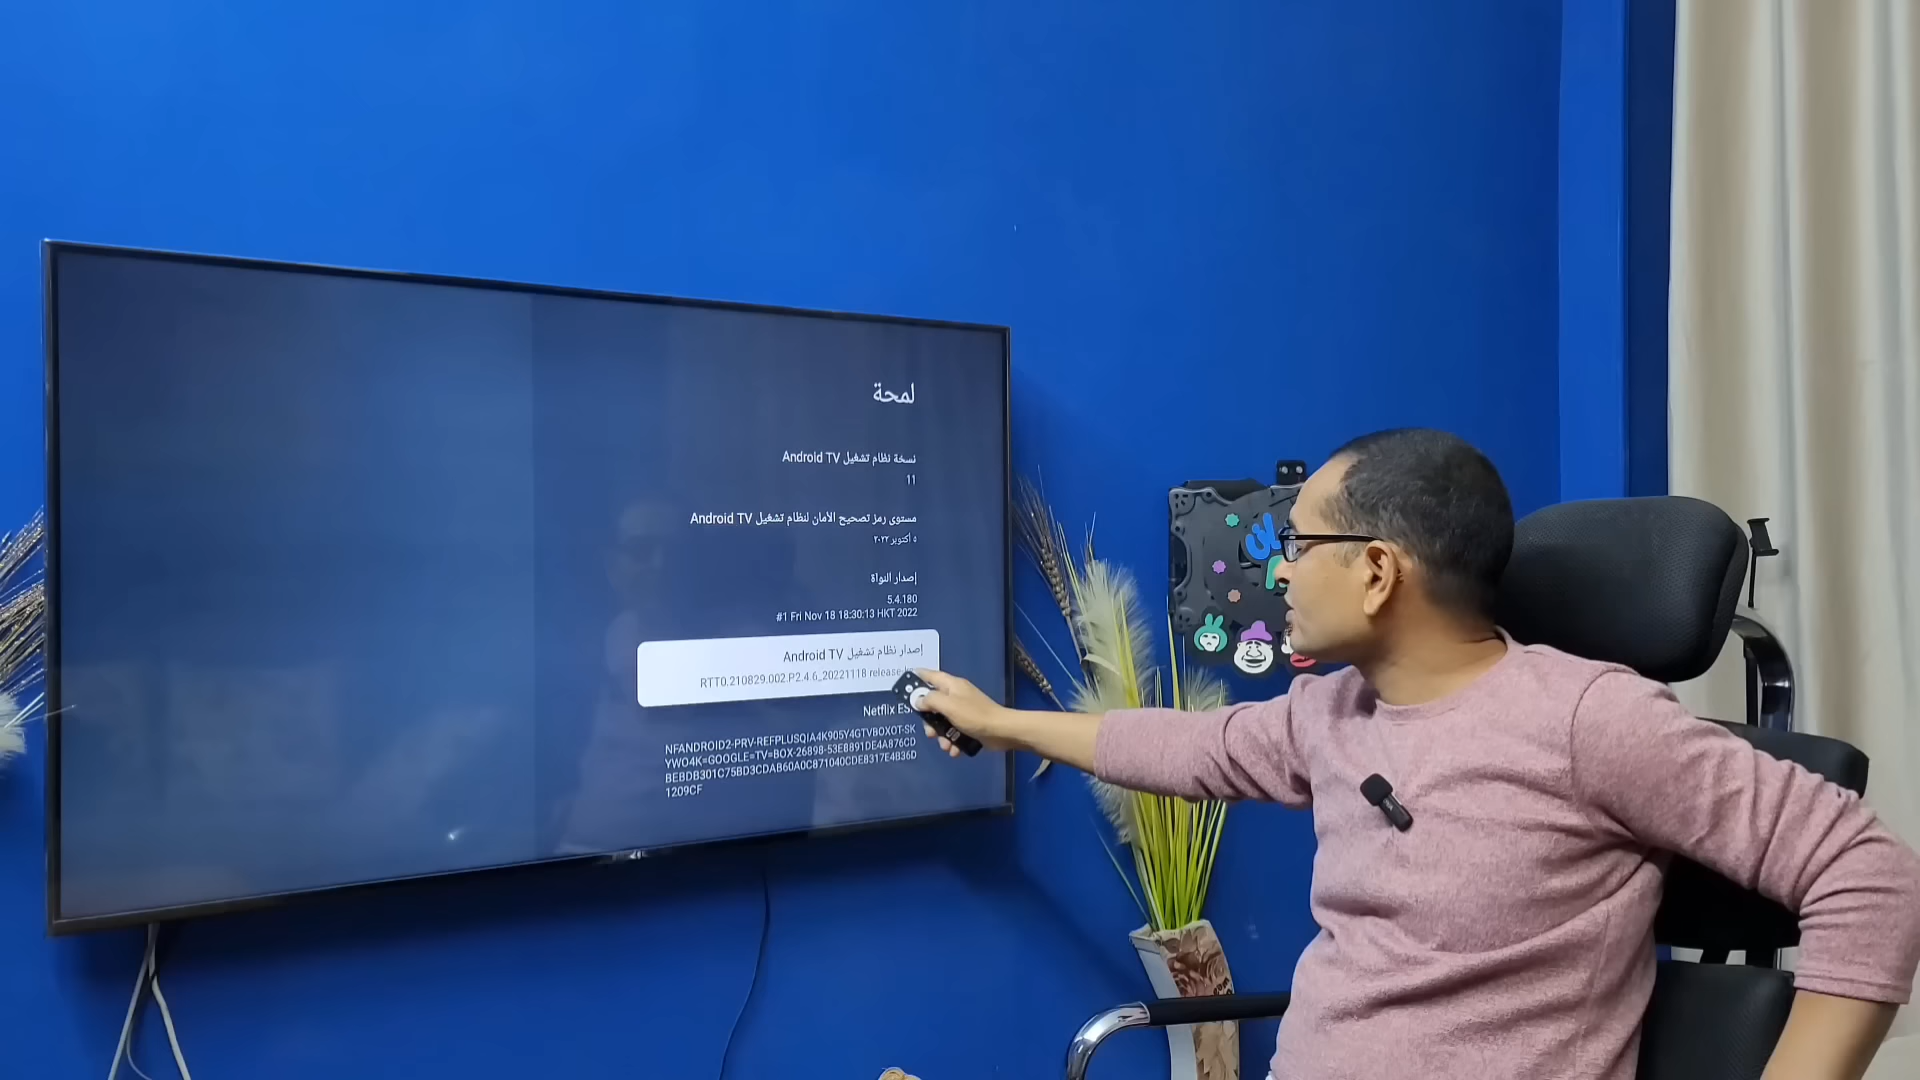 لمحة
نسخة نظام تشغيل Android TV
11
مستوى رمز تصحيح الأمان لنظام تشغيل Android TV
٥ أكتوبر ٢٠٢٢
إصدار النواة
5.4.180
#1 Fri Nov 18 18:30:13 HKT 2022
إصدار نظام تشغيل Android TV
RTT0.210829.002.P2.4.6_20221118 release
Netflix
NFANDROID2-PRV-REFPLUSQIA4K905Y4GTVBOXOT-SK
YWO4K=GOOGLE=TV=BOX-26898-53E8891DE4A876CD
BEBDB301C75BD3CDAB60A0C871040CDE8317E4B36D
1209CF